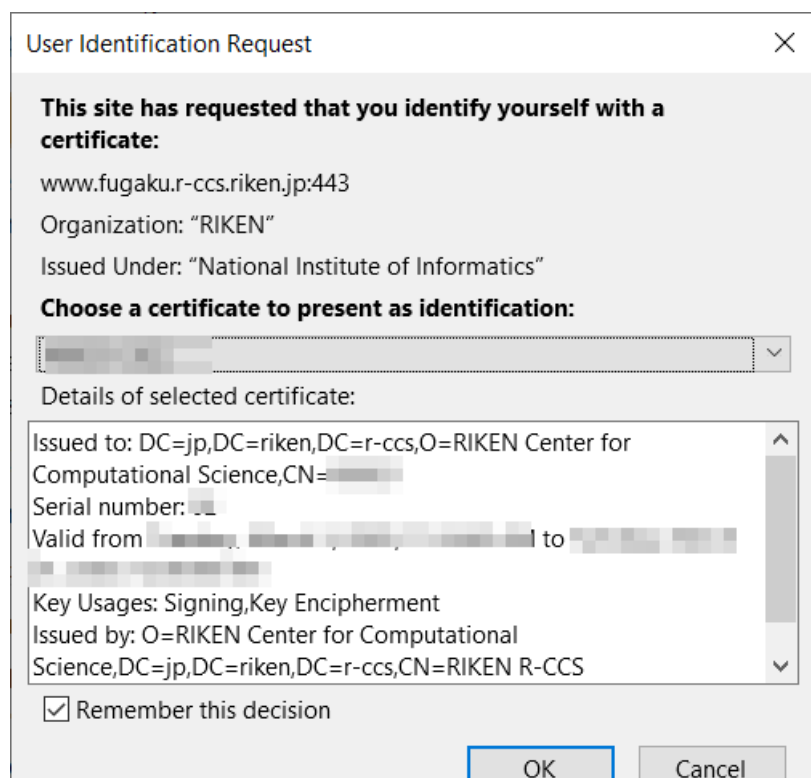 User Identification Request
This site has requested that you identify yourself with a
certificate:
www.fugaku.r-ccs.riken.jp:443
Organization: “RIKEN”
Issued Under: “National Institute of Informatics”
Choose a certificate to present as identification:
Details of selected certificate:
Issued to: DC=jp,DC=riken,DC=r-ccs,O=RIKEN Center for
Computational Science,CN=
Serial number:
Valid from to
Key Usages: Signing,Key Encipherment
Issued by: O=RIKEN Center for Computational
Science,DC=jp,DC=riken,DC=r-ccs,CN=RIKEN R-CCS
Remember this decision
OK Cancel